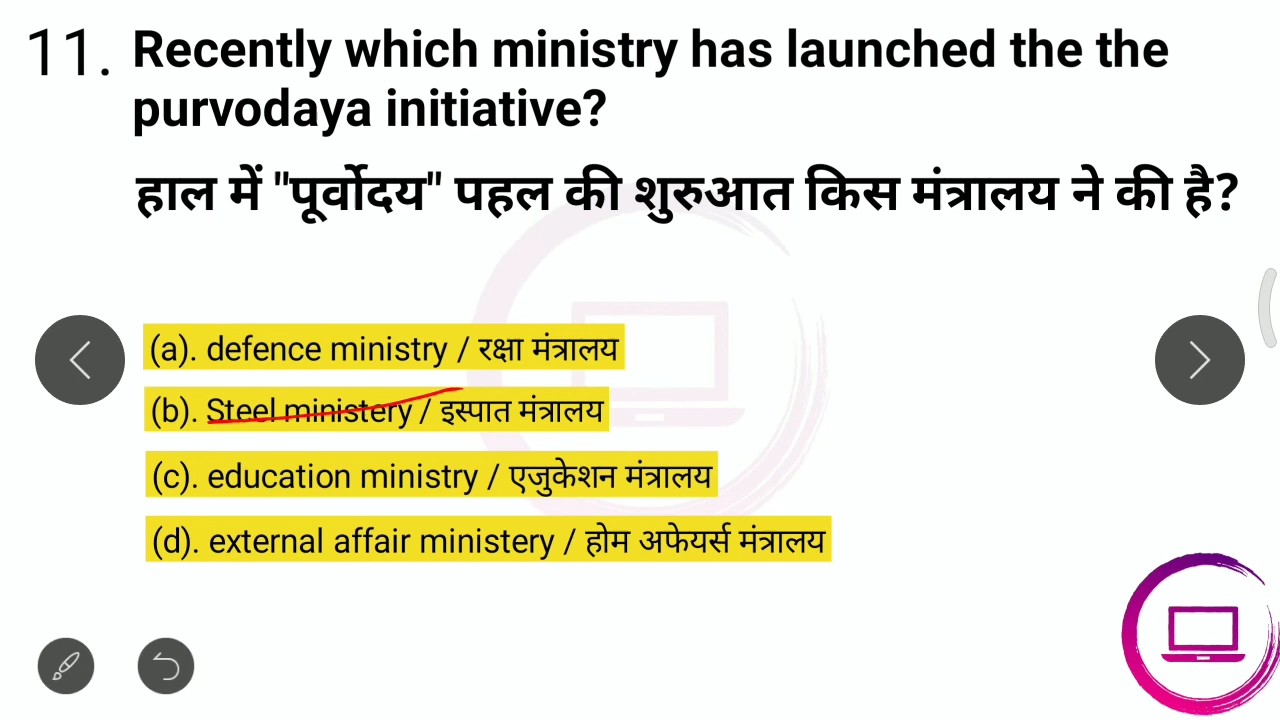 11. Recently which ministry has launched the the
purvodaya initiative?
हाल में "पूर्वोदय" पहल की शुरुआत किस मंत्रालय ने की है?
(a). defence ministry / रक्षा मंत्रालय
(b). Steel ministery / इस्पात मंत्रालय
(c). education ministry / एजुकेशन मंत्रालय
(d). external affair ministery / होम अफेयर्स मंत्रालय